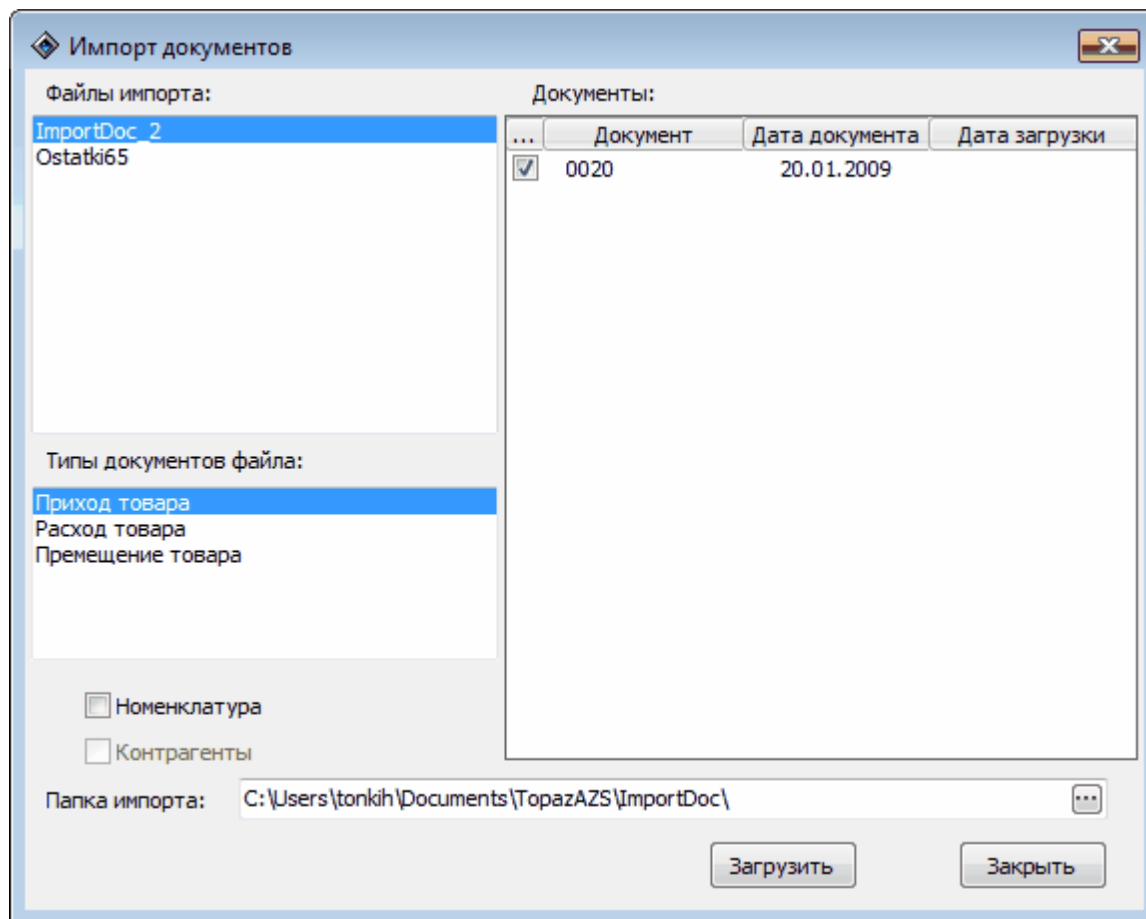 Импорт документов
Файлы импорта:
ImportDoc_2
Ostatki65
Типы документов файла:
Приход товара
Расход товара
Премещение товара
Номенклатура
Контрагенты
Документы:
... Документ Дата документа Дата загрузки
0020 20.01.2009
Папка импорта: C:\Users\tonkih\Documents\TopazAZS\ImportDoc\ ...
Загрузить Закрыть